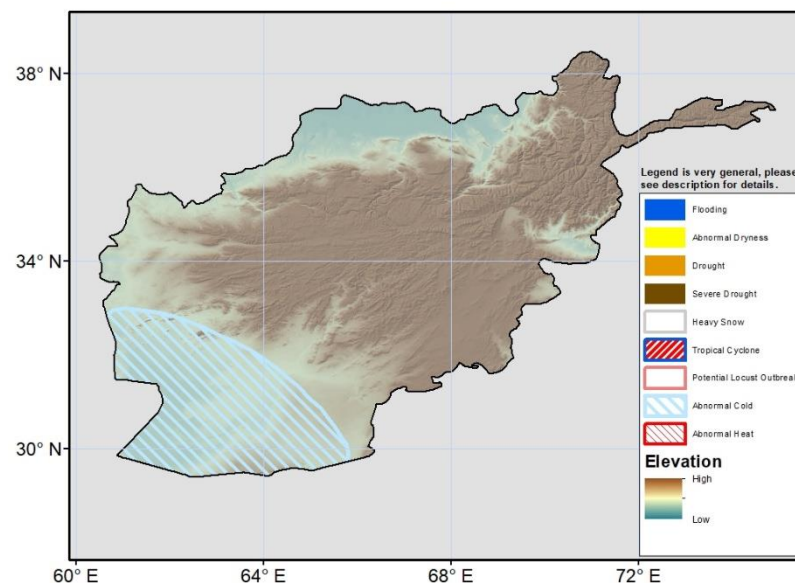 38° N
34° N
30° N
60° E
64° E
68° E
72° E
Legend is very general, please
see description for details.
Flooding
Abnormal Dryness
Drought
Severe Drought
Heavy Snow
Tropical Cyclone
Potential Locust Outbreak
Abnormal Cold
Abnormal Heat
Elevation
High
Low